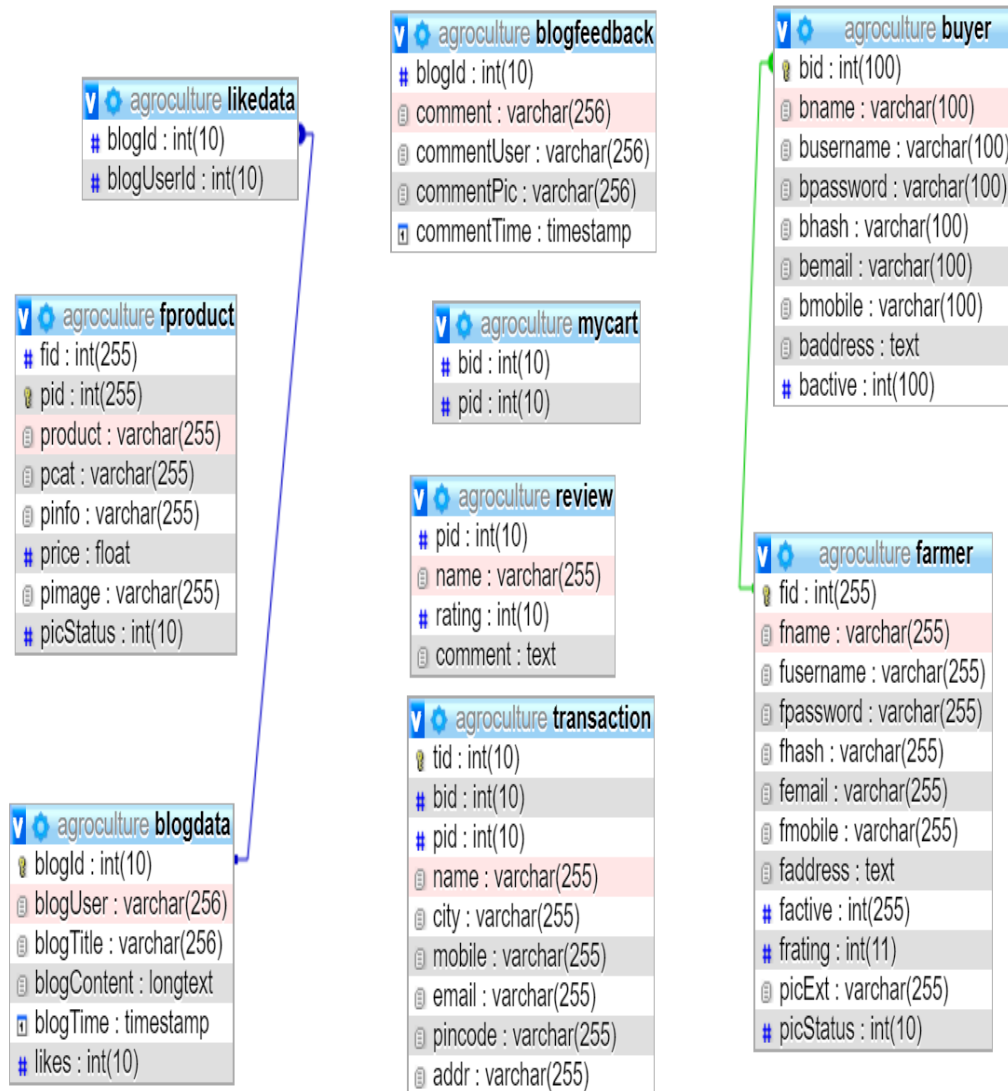 agroculture likedata
blogId : int(10)
blogUserId : int(10)
agroculture fproduct
fid : int(255)
pid : int(255)
product : varchar(255)
pcat : varchar(255)
pinfo : varchar(255)
price : float
pimage : varchar(255)
picStatus : int(10)
agroculture blogdata
blogId : int(10)
blogUser : varchar(256)
blogTitle : varchar(256)
blogContent : longtext
blogTime : timestamp
likes : int(10)
agroculture blogfeedback
blogId : int(10)
comment : varchar(256)
commentUser : varchar(256)
commentPic : varchar(256)
commentTime : timestamp
agroculture mycart
bid : int(10)
pid : int(10)
agroculture review
pid : int(10)
name : varchar(255)
rating : int(10)
comment : text
agroculture transaction
tid : int(10)
bid : int(10)
pid : int(10)
name : varchar(255)
city : varchar(255)
mobile : varchar(255)
email : varchar(255)
pincode : varchar(255)
addr : varchar(255)
agroculture buyer
bid : int(100)
bname : varchar(100)
busername : varchar(100)
bpassword : varchar(100)
bhash : varchar(100)
bemail : varchar(100)
bmobile : varchar(100)
baddress : text
bactive : int(100)
agroculture farmer
fid : int(255)
fname : varchar(255)
fusername : varchar(255)
fpassword : varchar(255)
fhash : varchar(255)
femail : varchar(255)
fmobile : varchar(255)
faddress : text
factive : int(255)
frating : int(11)
picExt : varchar(255)
picStatus : int(10)